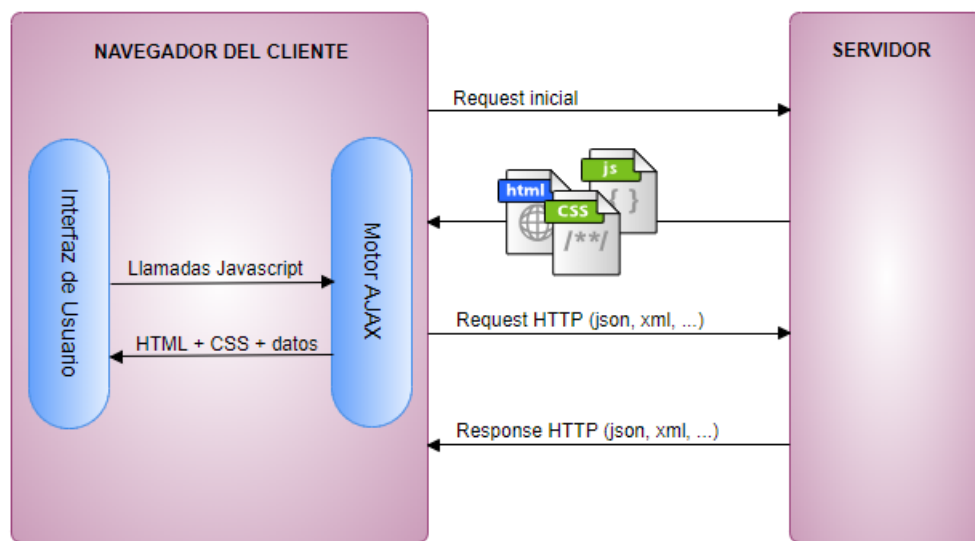 NAVEGADOR DEL CLIENTE
SERVIDOR
Request inicial
js
{ }
html
CSS
/**/
Interfaz de Usuario
Motor AJAX
Llamadas Javascript
HTML + CSS + datos
Request HTTP (json, xml, ...)
Response HTTP (json, xml, ...)